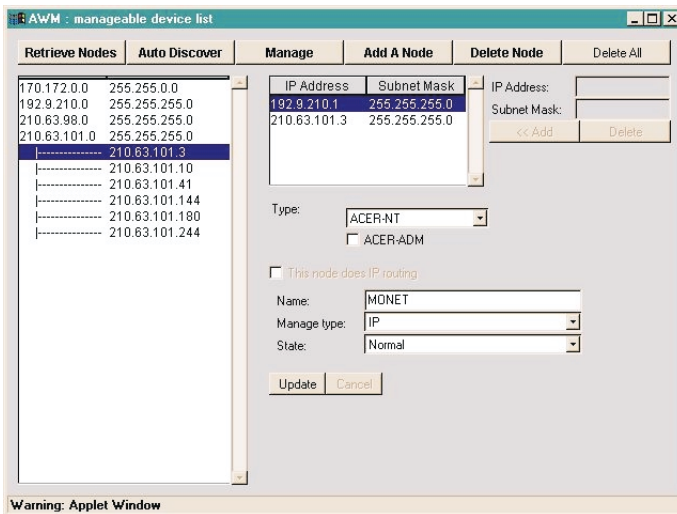 AWM : manageable device list
Retrieve Nodes Auto Discover Manage Add A Node Delete Node Delete All
170.172.0.0 255.255.0.0
192.9.210.0 255.255.255.0
210.63.98.0 255.255.255.0
210.63.101.0 255.255.255.0
|--------------- 210.63.101.3
|--------------- 210.63.101.10
|--------------- 210.63.101.41
|--------------- 210.63.101.144
|--------------- 210.63.101.180
|--------------- 210.63.101.244
IP Address Subnet Mask
192.9.210.1 255.255.255.0
210.63.101.3 255.255.255.0
IP Address:
Subnet Mask:
<< Add Delete
Type: ACER-NT
ACER-ADM
This node does IP routing
Name: MONET
Manage type: IP
State: Normal
Update Cancel
Warning: Applet Window